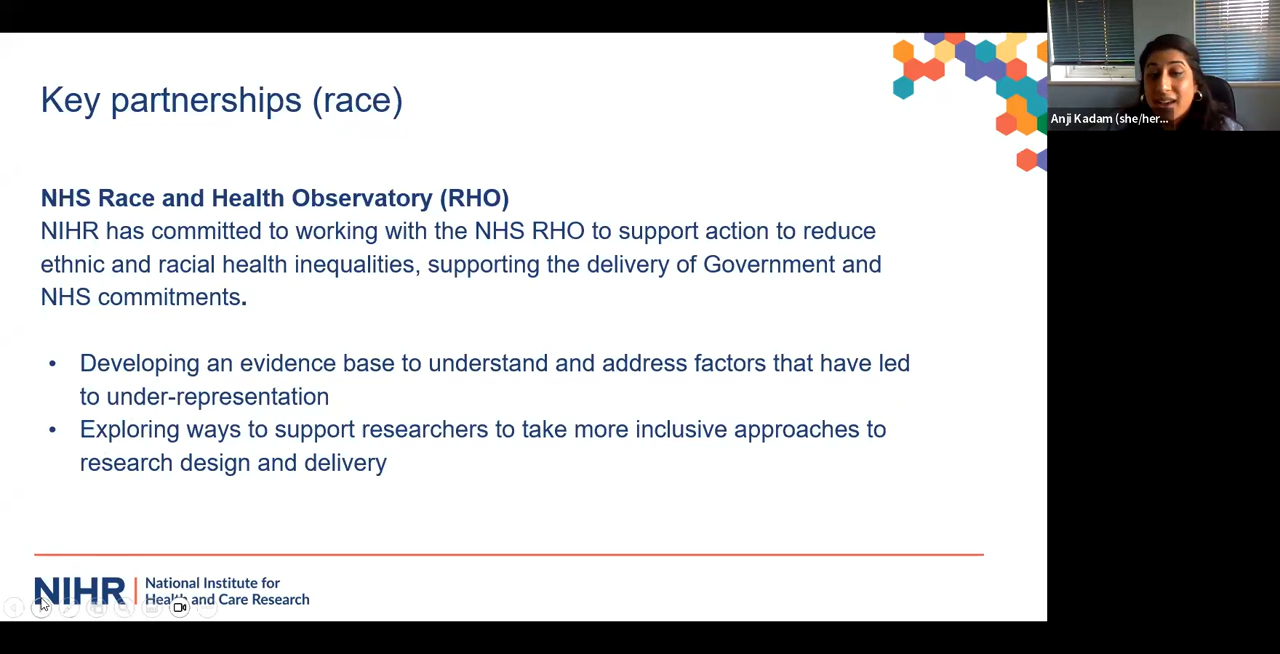 Key partnerships (race)
Anji Kadam (she/her...
NHS Race and Health Observatory (RHO)
NIHR has committed to working with the NHS RHO to support action to reduce
ethnic and racial health inequalities, supporting the delivery of Government and
NHS commitments.
• Developing an evidence base to understand and address factors that have led
to under-representation
• Exploring ways to support researchers to take more inclusive approaches to
research design and delivery
NIHR | National Institute for
Health and Care Research